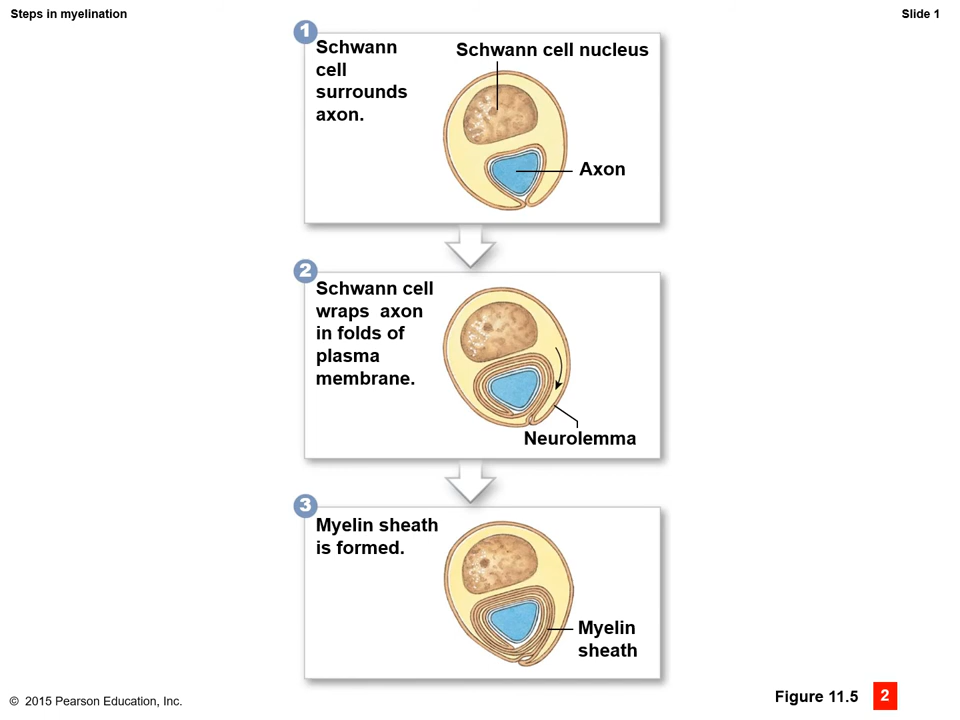 Steps in myelination
Slide 1
1
Schwann
cell
surrounds
axon.
Schwann cell nucleus
Axon
2
Schwann cell
wraps axon
in folds of
plasma
membrane.
Neurolemma
3
Myelin sheath
is formed.
Myelin
sheath
© 2015 Pearson Education, Inc.
Figure 11.5
2